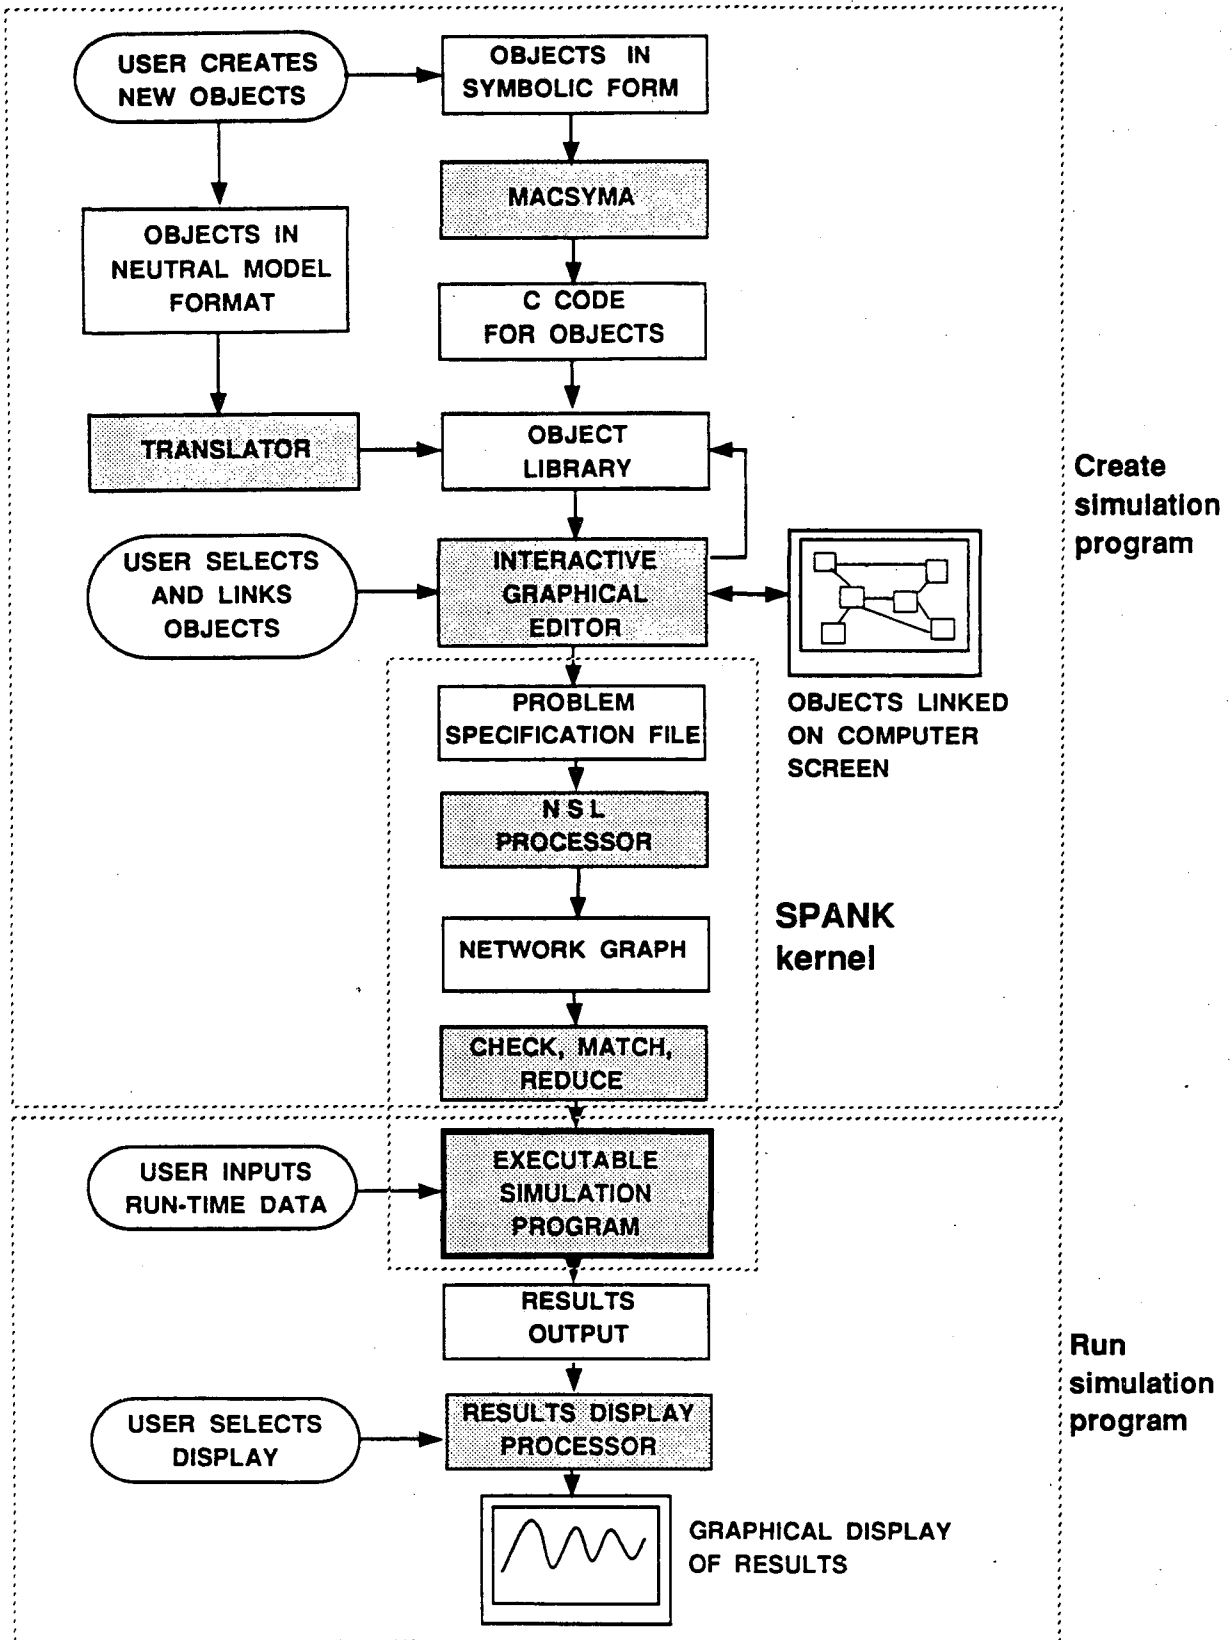 USER CREATES
NEW OBJECTS
OBJECTS IN
SYMBOLIC FORM
MACSYMA
OBJECTS IN
NEUTRAL MODEL
FORMAT
C CODE
FOR OBJECTS
TRANSLATOR
OBJECT
LIBRARY
Create
simulation
program
USER SELECTS
AND LINKS
OBJECTS
INTERACTIVE
GRAPHICAL
EDITOR
OBJECTS LINKED
ON COMPUTER
SCREEN
PROBLEM
SPECIFICATION FILE
N S L
PROCESSOR
SPANK
kernel
NETWORK GRAPH
CHECK, MATCH,
REDUCE
USER INPUTS
RUN-TIME DATA
EXECUTABLE
SIMULATION
PROGRAM
RESULTS
OUTPUT
Run
simulation
program
USER SELECTS
DISPLAY
RESULTS DISPLAY
PROCESSOR
GRAPHICAL DISPLAY
OF RESULTS